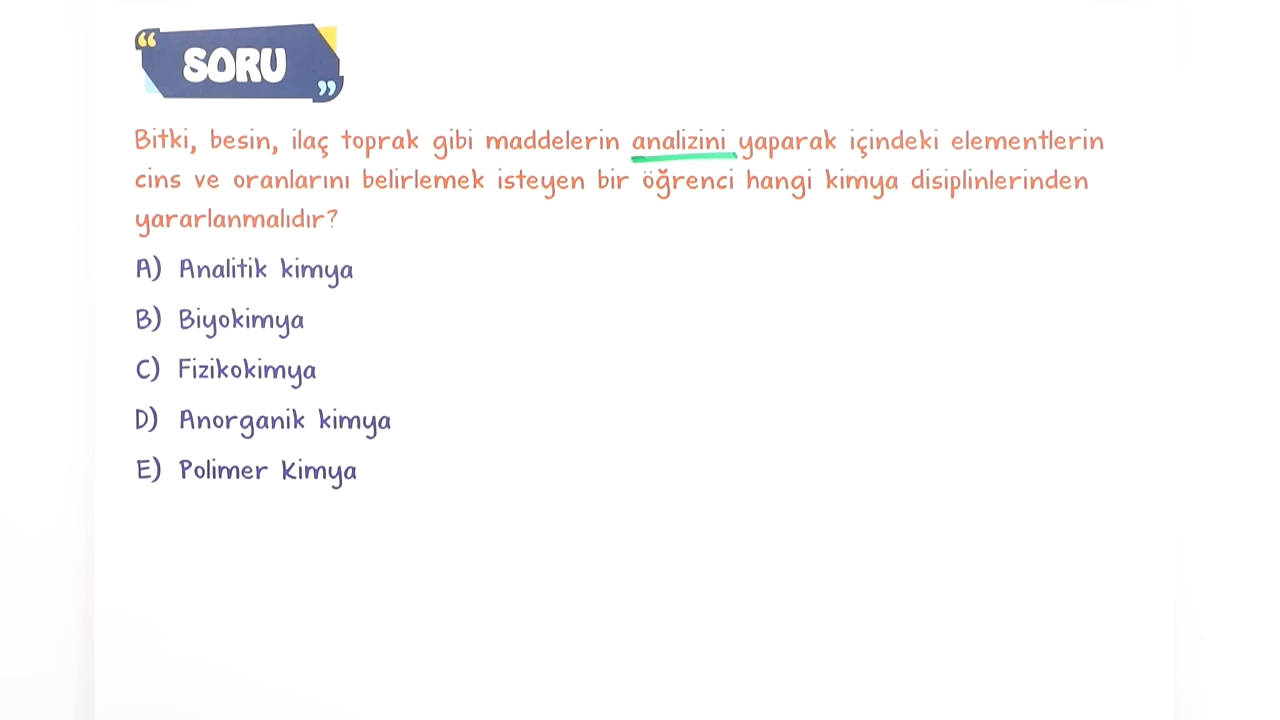 SORU
Bitki, besin, ilaç toprak gibi maddelerin analizini yaparak içindeki elementlerin
cins ve oranlarını belirlemek isteyen bir öğrenci hangi kimya disiplinlerinden
yararlanmalıdır?
A) Analitik kimya
B) Biyokimya
C) Fizikokimya
D) Anorganik kimya
E) Polimer Kimya